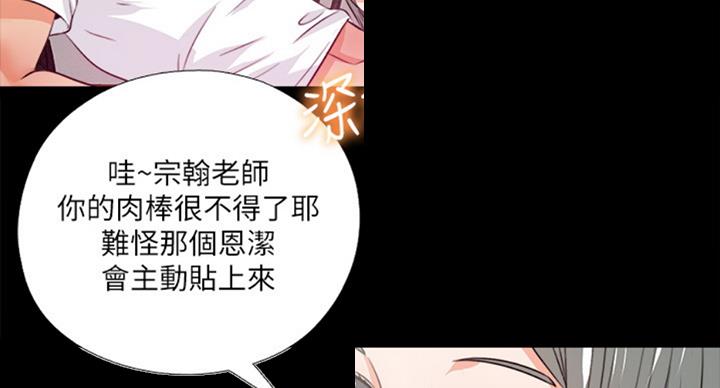 深
哇~宗翰老師
你的肉棒很不得了耶
難怪那個恩潔
會主動貼上來